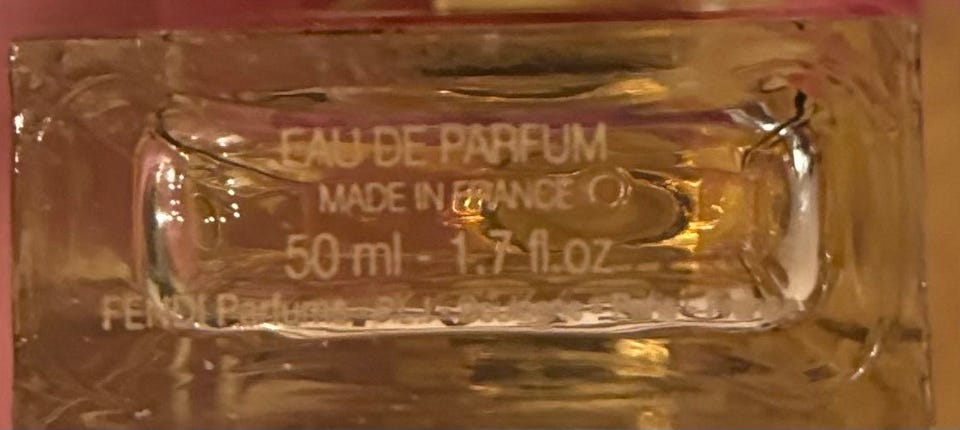 EAU DE PARFUM
MADE IN FRANCE
50 ml - 1.7 fl.oz
FENDI Parfums